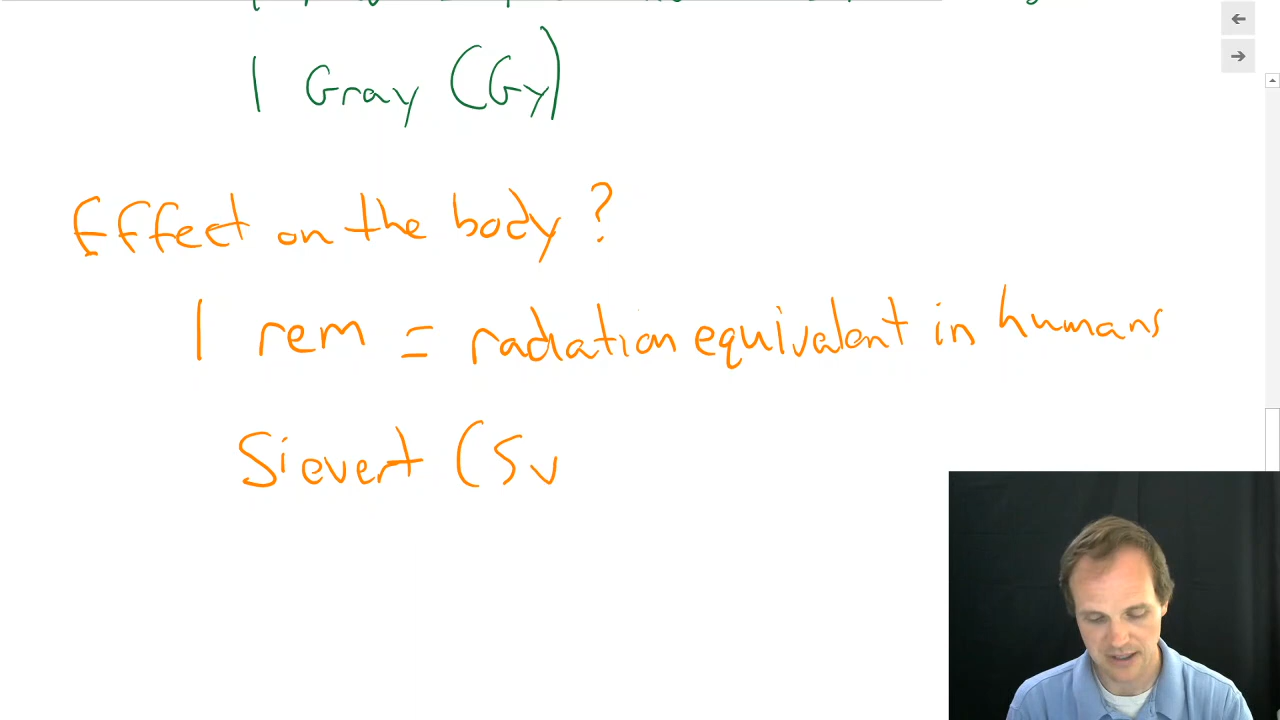 1 Gray (Gy)
Effect on the body?
1 rem = radiation equivalent in humans
Sievert (Sv